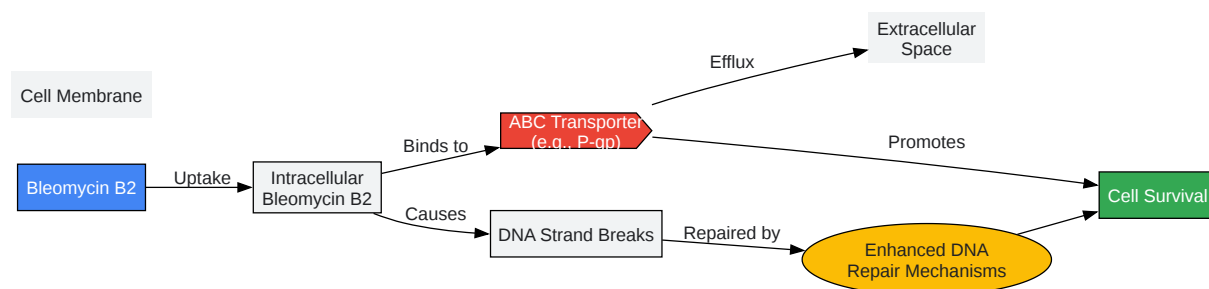 Cell Membrane
Bleomycin B2
Uptake
Intracellular
Bleomycin B2
Binds to
Causes
ABC Transporter
(e.g., P-gp)
DNA Strand Breaks
Efflux
Extracellular
Space
Promotes
Repaired by
Enhanced DNA
Repair Mechanisms
Cell Survival